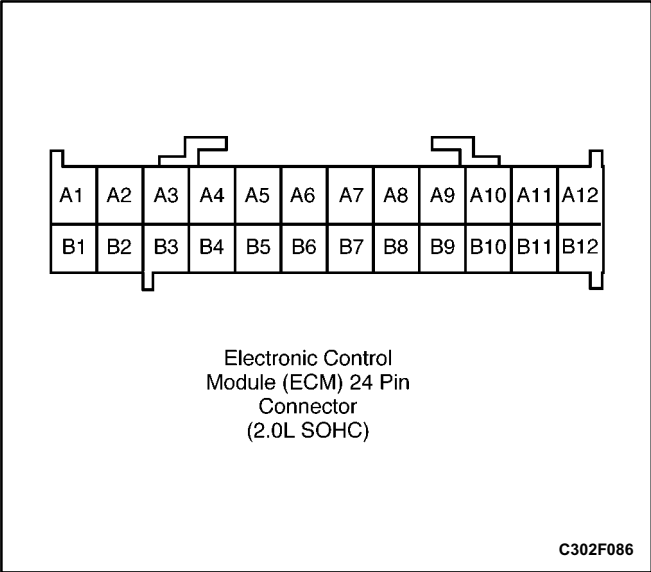 A1 A2 A3 A4 A5 A6 A7 A8 A9 A10 A11 A12
B1 B2 B3 B4 B5 B6 B7 B8 B9 B10 B11 B12
Electronic Control
Module (ECM) 24 Pin
Connector
(2.0L SOHC)
C302F086